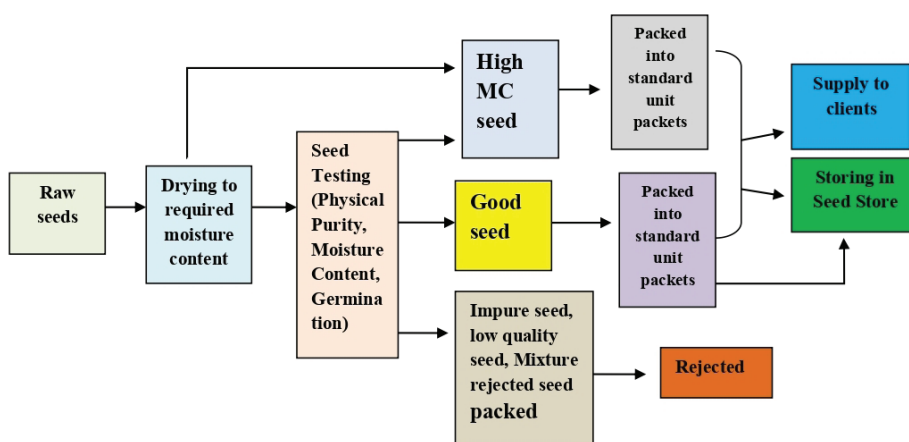 Raw
seeds
Drying to
required
moisture
content
Seed
Testing
(Physical
Purity,
Moisture
Content,
Germina
tion)
High
MC
seed
Packed
into
standard
unit
packets
Good
seed
Packed
into
standard
unit
packets
Impure seed,
low quality
seed, Mixture
rejected seed
packed
Rejected
Supply to
clients
Storing in
Seed Store